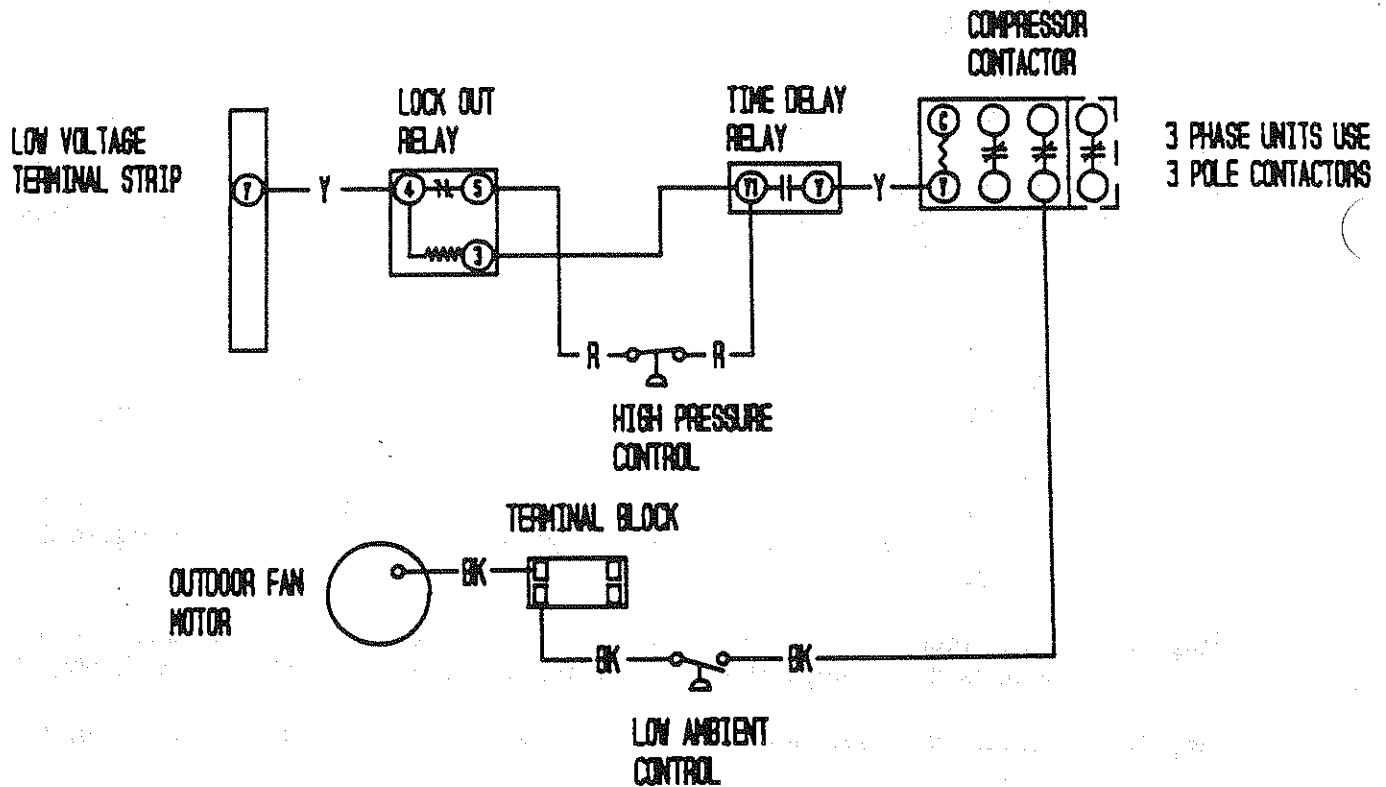 COMPRESSOR
CONTACTOR
LOCK OUT
RELAY
TIME DELAY
RELAY
LOW VOLTAGE
TERMINAL STRIP
3 PHASE UNITS USE
3 POLE CONTACTORS
C
Y
Y
4
5
Y1
Y
Y
Y
3
R
R
HIGH PRESSURE
CONTROL
TERMINAL BLOCK
OUTDOOR FAN
MOTOR
BK
BK
BK
LOW AMBIENT
CONTROL